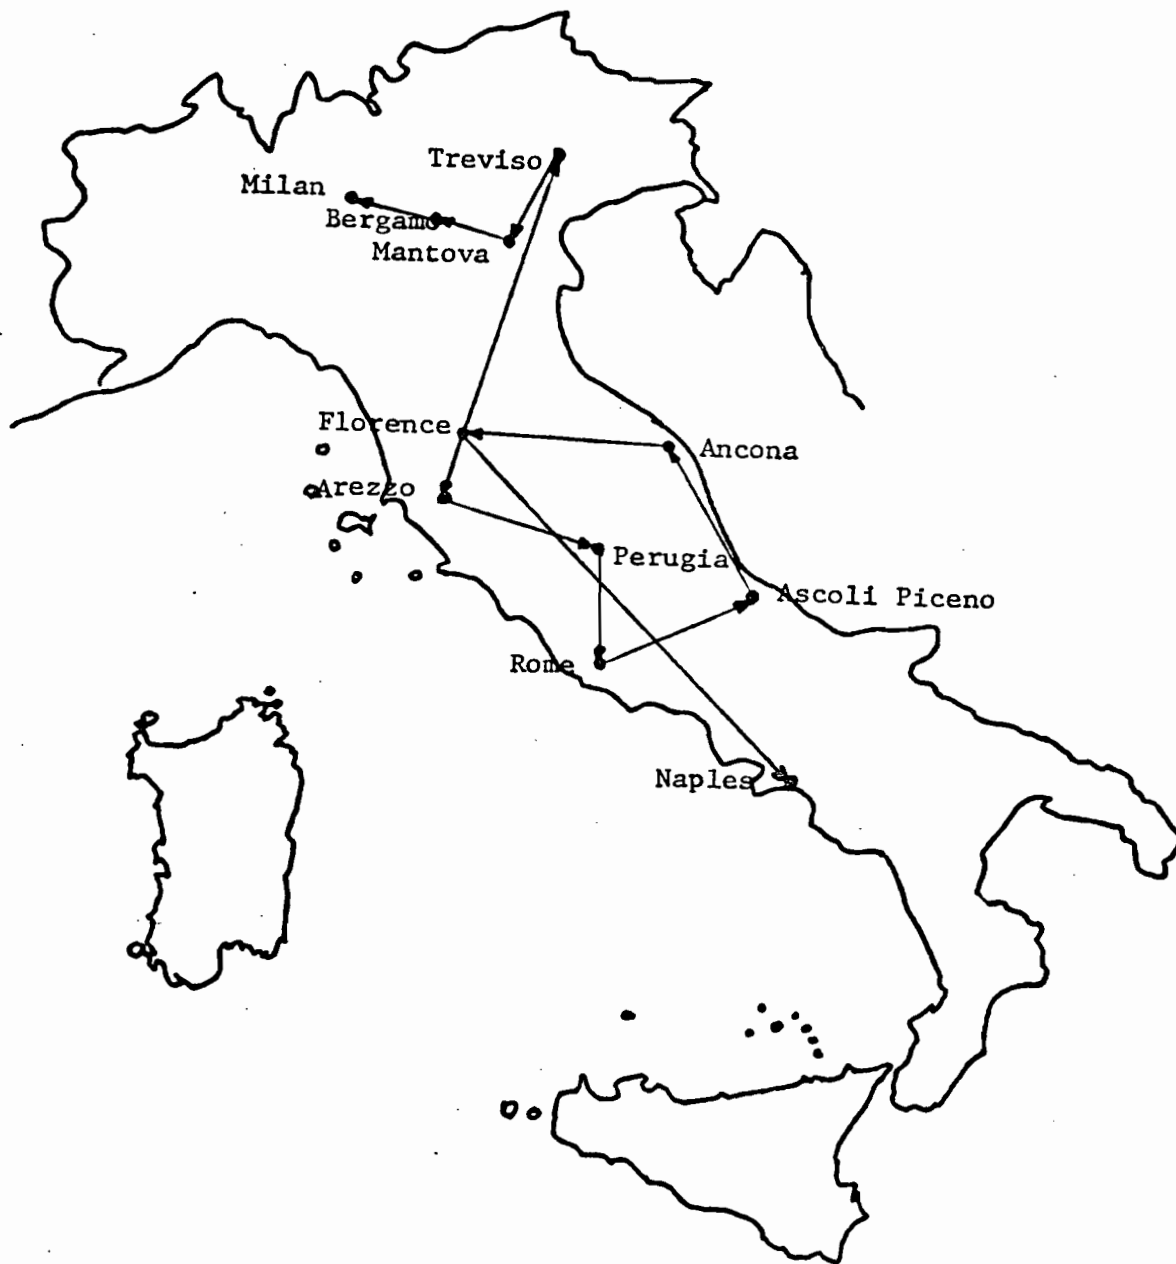 Treviso
Milan
Bergamo
Mantova
Florence
Ancona
Arezzo
Perugia
Ascoli Piceno
Rome
Naples